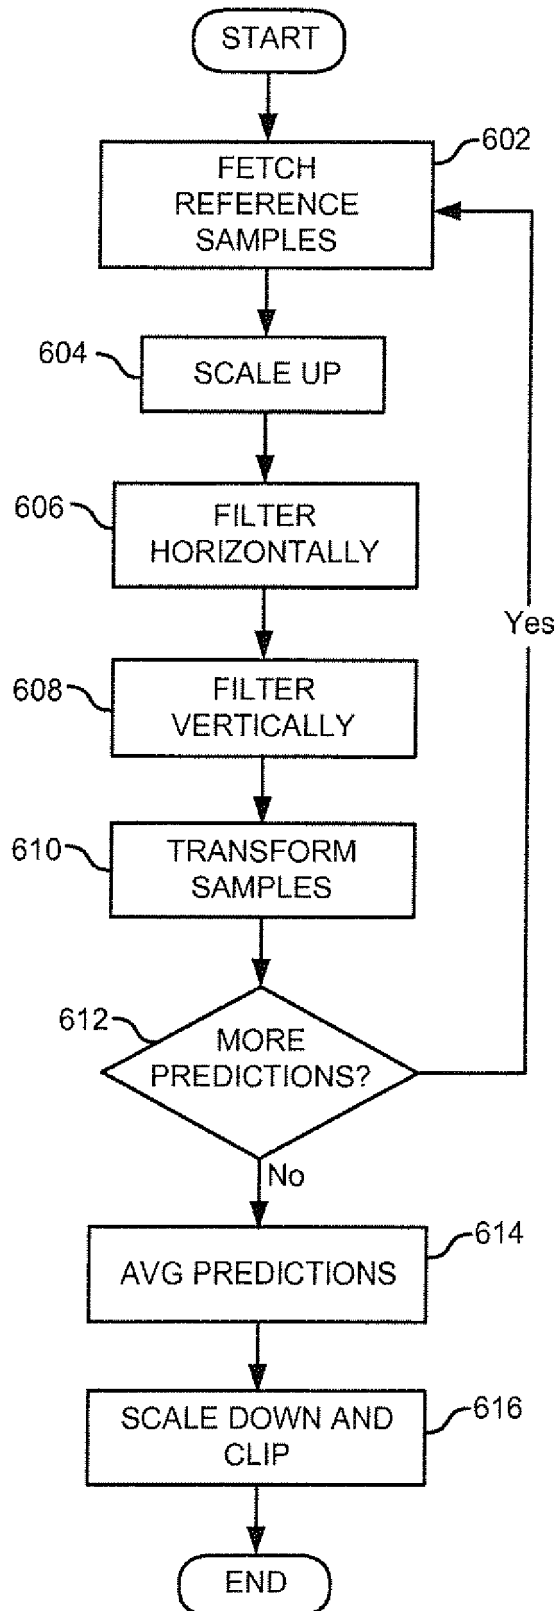 START
602
FETCH
REFERENCE
SAMPLES
604
SCALE UP
606
FILTER
HORIZONTALLY
Yes
608
FILTER
VERTICALLY
610
TRANSFORM
SAMPLES
612
MORE
PREDICTIONS?
No
614
AVG PREDICTIONS
616
SCALE DOWN AND
CLIP
END